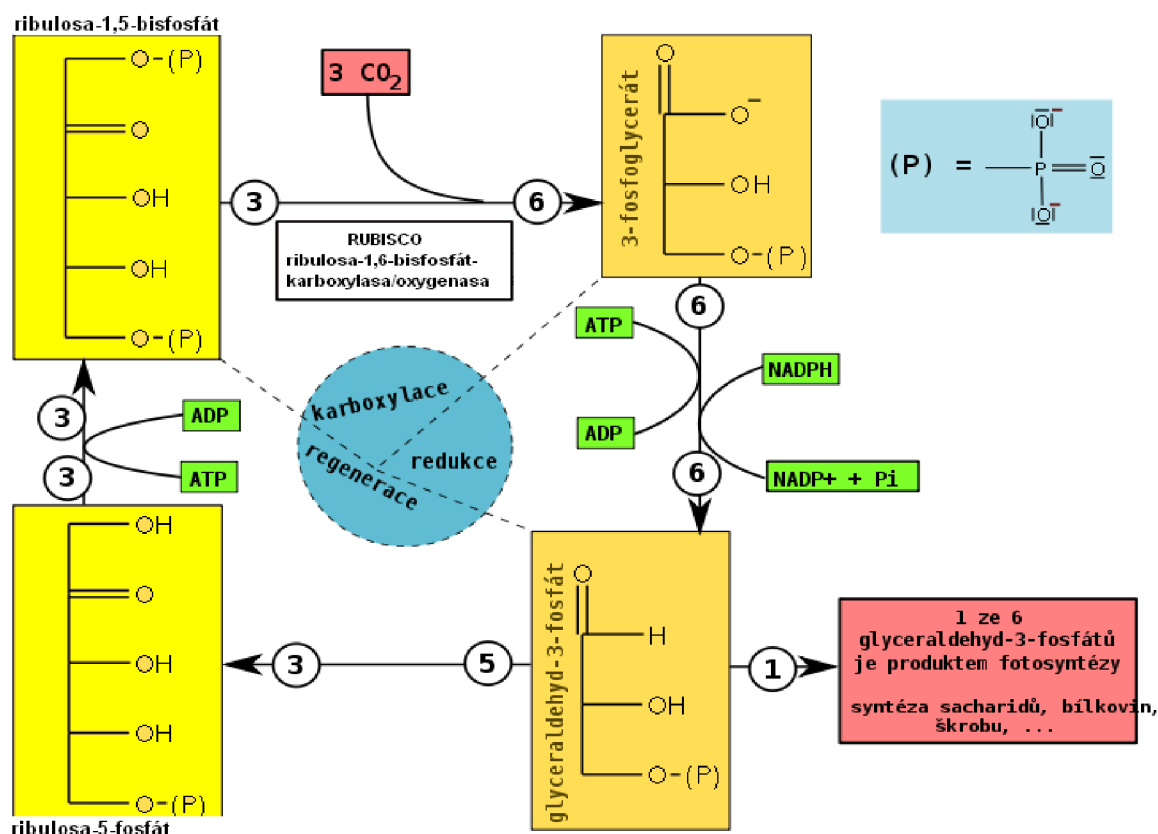 ribulosa-1,5-bisfosfát
O-(P)
O
OH
OH
O-(P)
3 CO2
3
6
RUBISCO
ribulosa-1,6-bisfosfát-
karboxylasa/oxygenasa
3-fosfoglycerát
O
O-
OH
O-(P)
(P) =
|O|-
P
O
|O|-
6
ATP
ADP
NADPH
NADP+ + Pi
6
karboxylace
redukce
regenerace
3
3
ADP
ATP
OH
O
OH
OH
O-(P)
ribulosa-5-fosfát
3
5
glyceraldehyd-3-fosfát
O
H
OH
O-(P)
1
1 ze 6
glyceraldehyd-3-fosfátů
je produktem fotosyntézy
syntéza sacharidů, bílkovin,
škrobu, ...